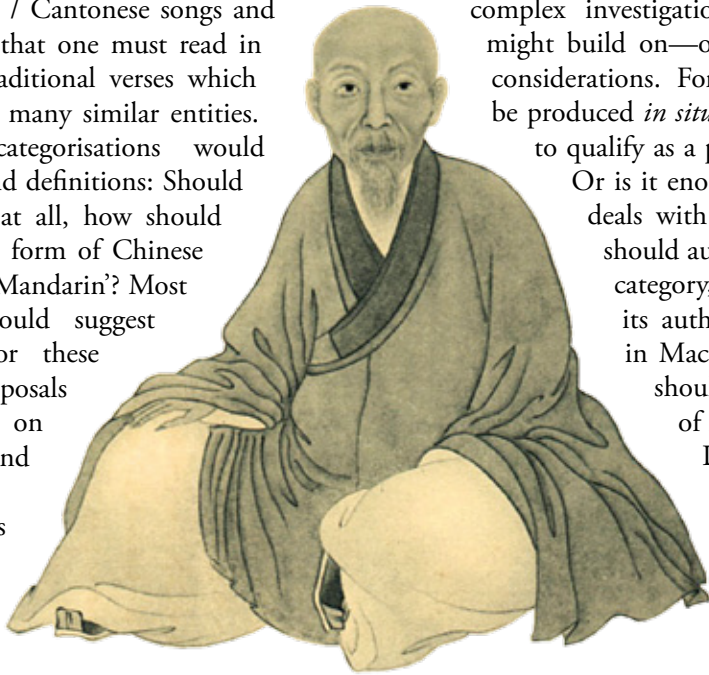 / Cantonese songs and
that one must read in
aditional verses which
many similar entities.
categorisations would
nd definitions: Should
at all, how should
form of Chinese
Mandarin’? Most
ould suggest
or these
posals
on
nd
s
complex investigatio
might build on—o
considerations. For
be produced in situ
to qualify as a p
Or is it eno
deals with
should au
category,
its auth
in Mac
shou
of